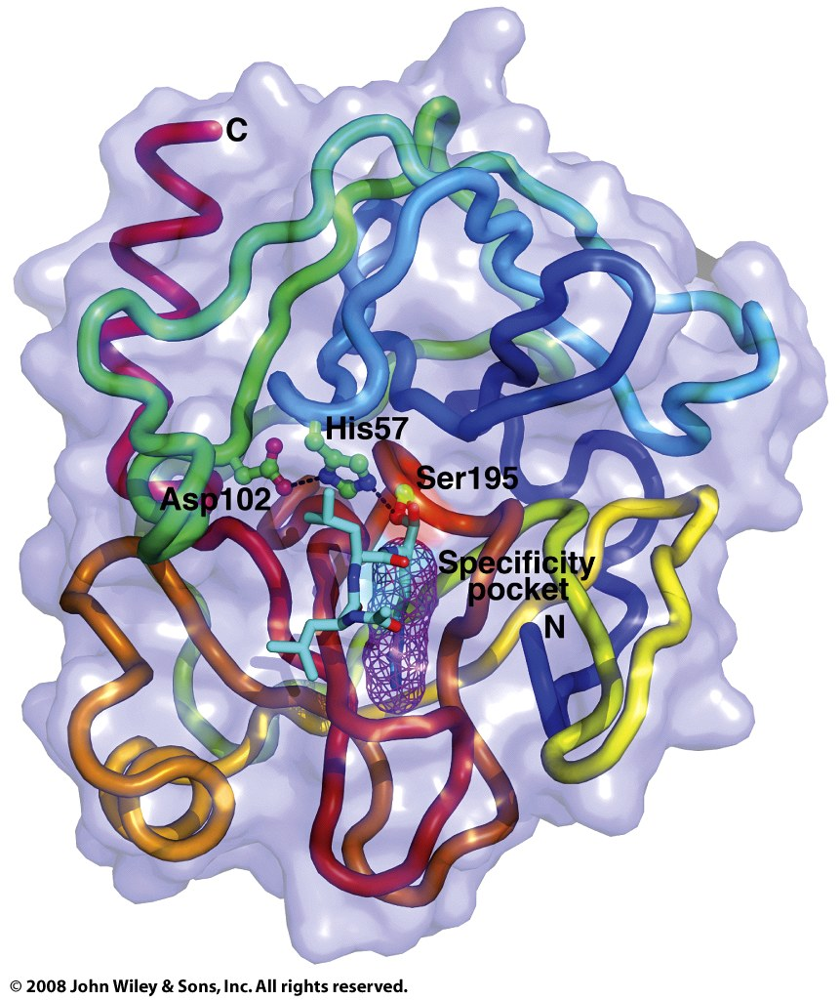 C
His57
Ser195
Asp102
Specificity
pocket
N
© 2008 John Wiley & Sons, Inc. All rights reserved.